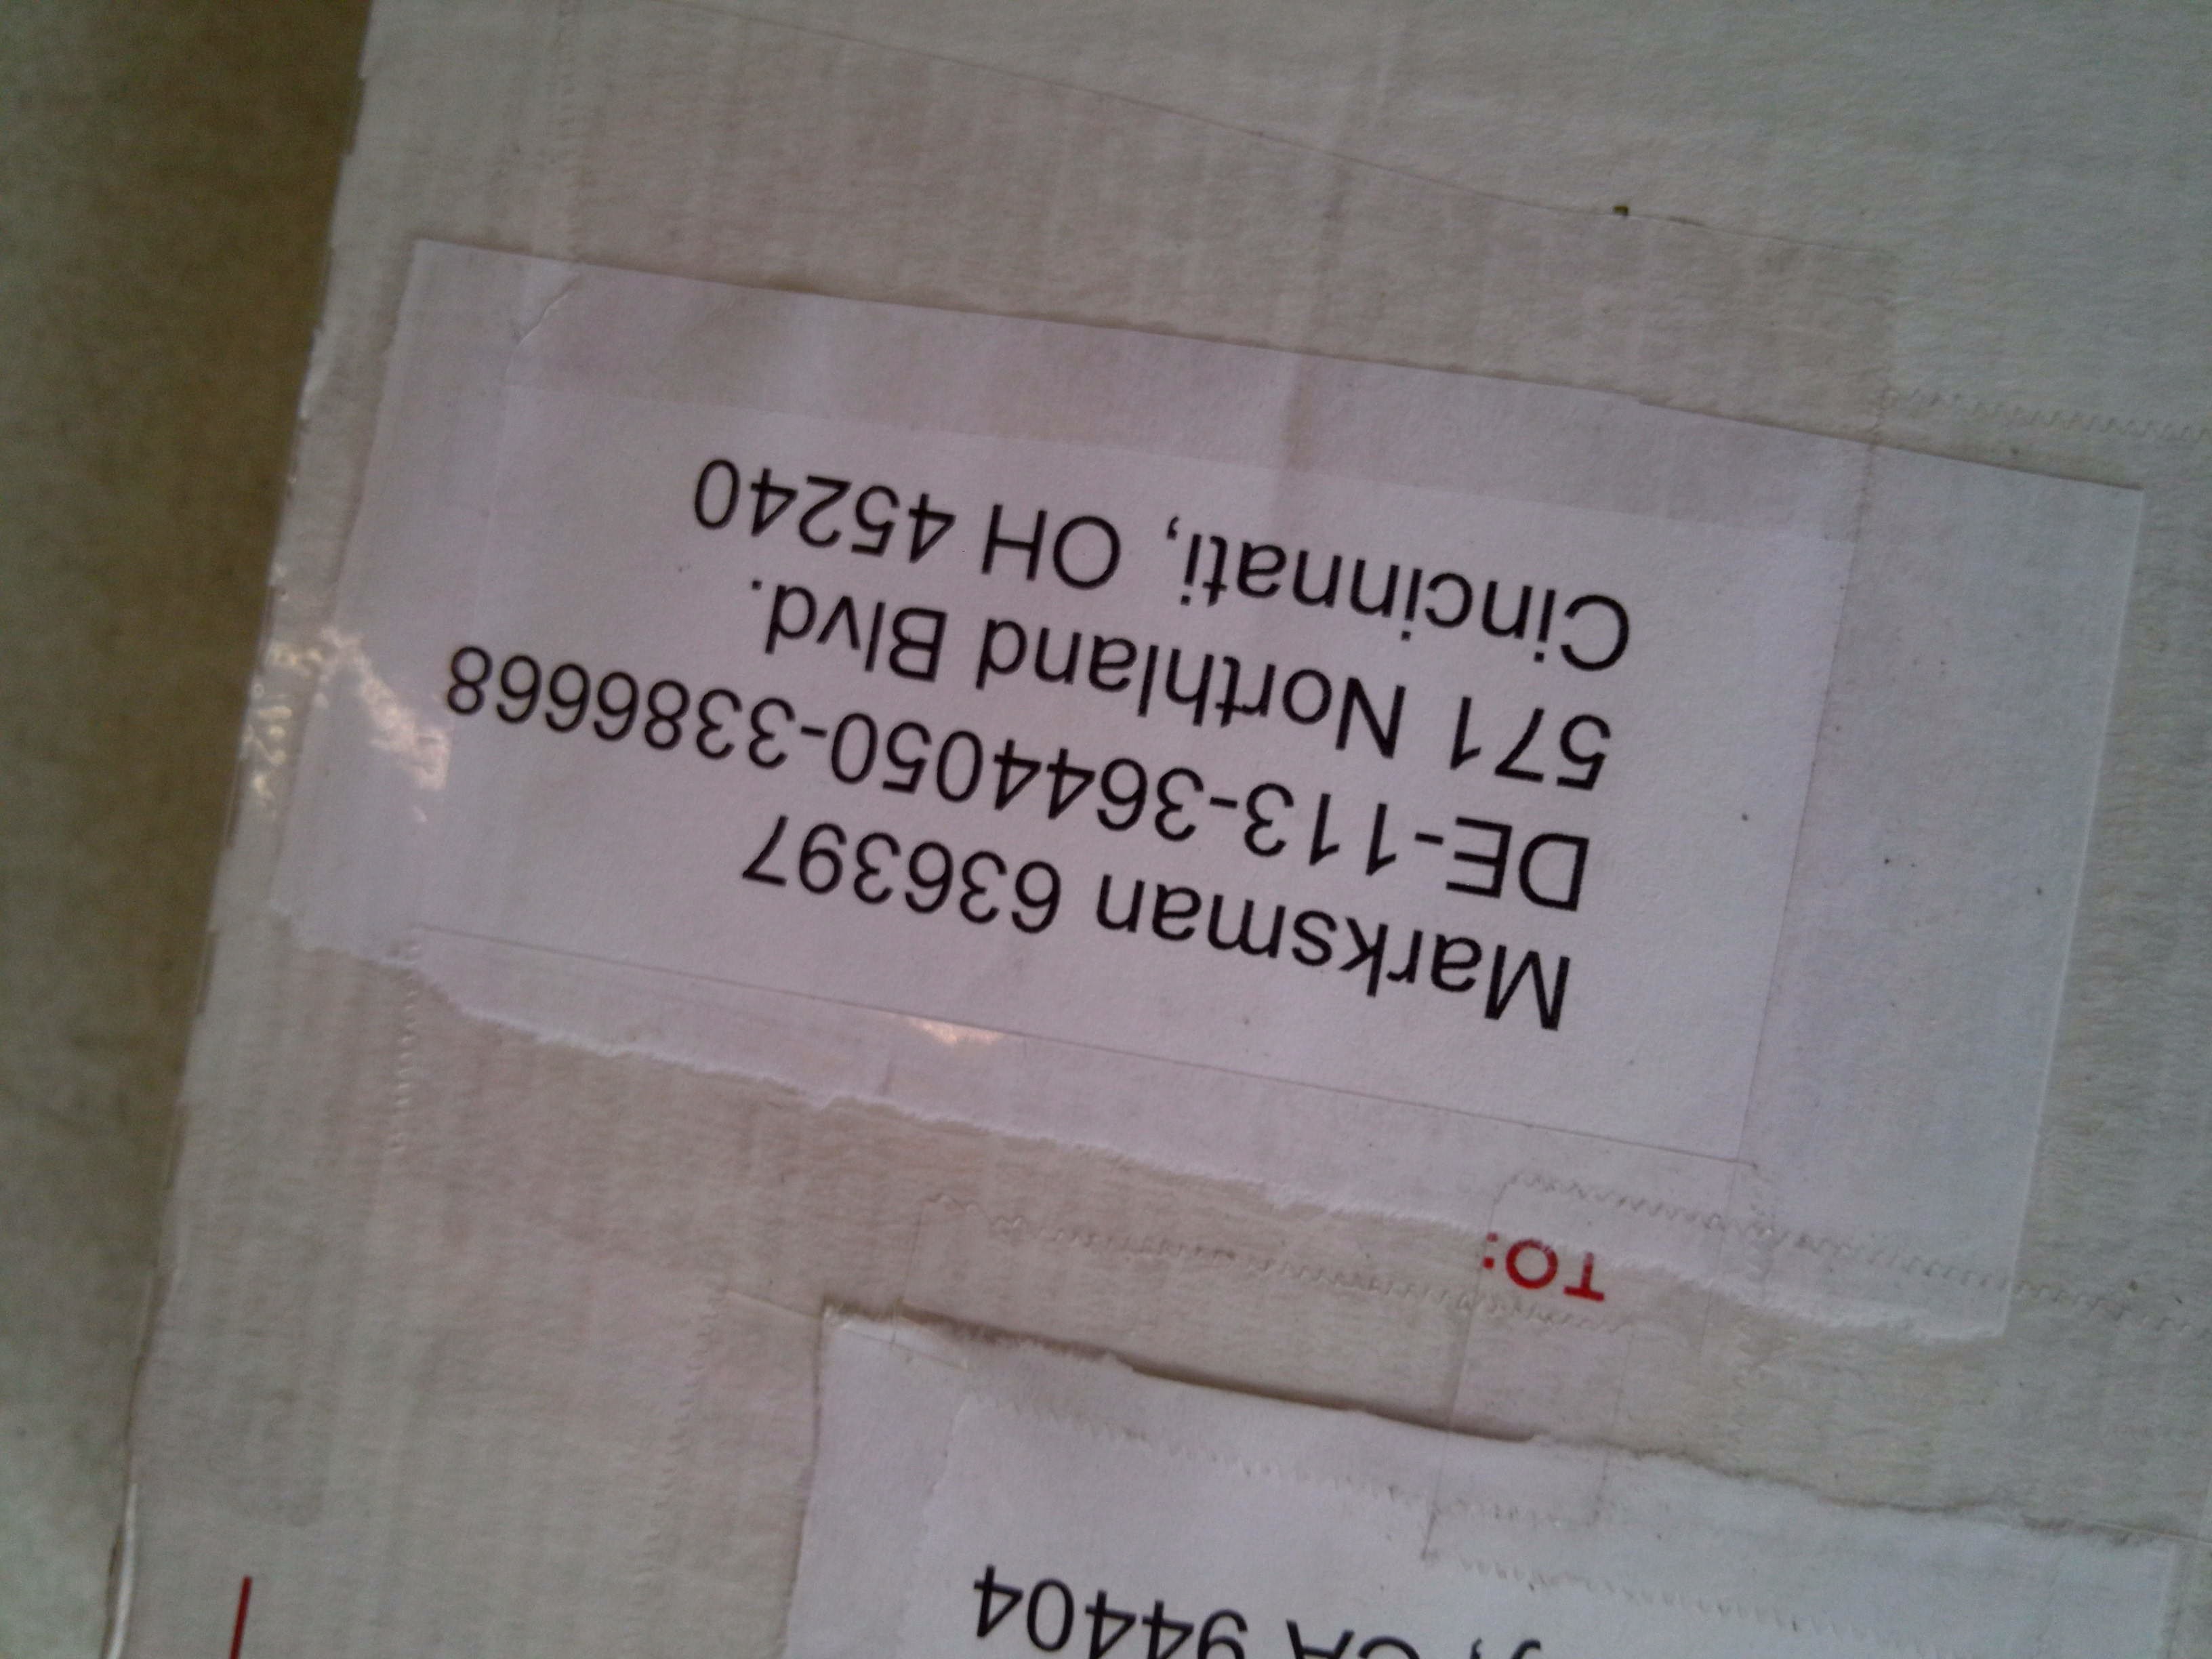 , CA 94404
TO:
Marksman 636397
DE-113-3644050-3386668
571 Northland Blvd.
Cincinnati, OH 45240